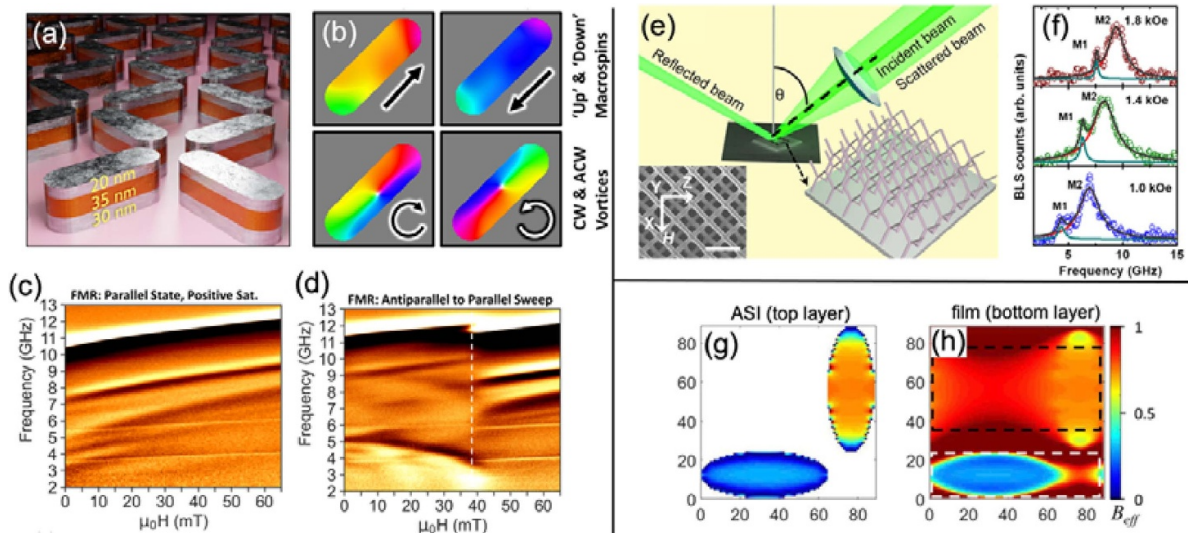 (a)
20 nm
35 nm
30 nm
(b)
'Up' & 'Down'
Macrospins
CW & ACW
Vortices
(c)
FMR: Parallel State, Positive Sat.
Frequency (GHz)
13
12
11
10
9
8
7
6
5
4
3
2
0 10 20 30 40 50 60
μ₀H (mT)
(d)
FMR: Antiparallel to Parallel Sweep
Frequency (GHz)
13
12
11
10
9
8
7
6
5
4
3
2
0 10 20 30 40 50 60
μ₀H (mT)
(e)
Reflected beam
θ
Incident beam
Scattered beam
Y
Z
X
H
(f)
BLS counts (arb. units)
M2
1.8 kOe
M1
M2
1.4 kOe
M1
M2
1.0 kOe
M1
5 10 15
Frequency (GHz)
ASI (top layer)
(g)
80
60
40
20
0
0 20 40 60 80
film (bottom layer)
(h)
80
60
40
20
0
0 20 40 60 80
1
0.5
0
B_eff